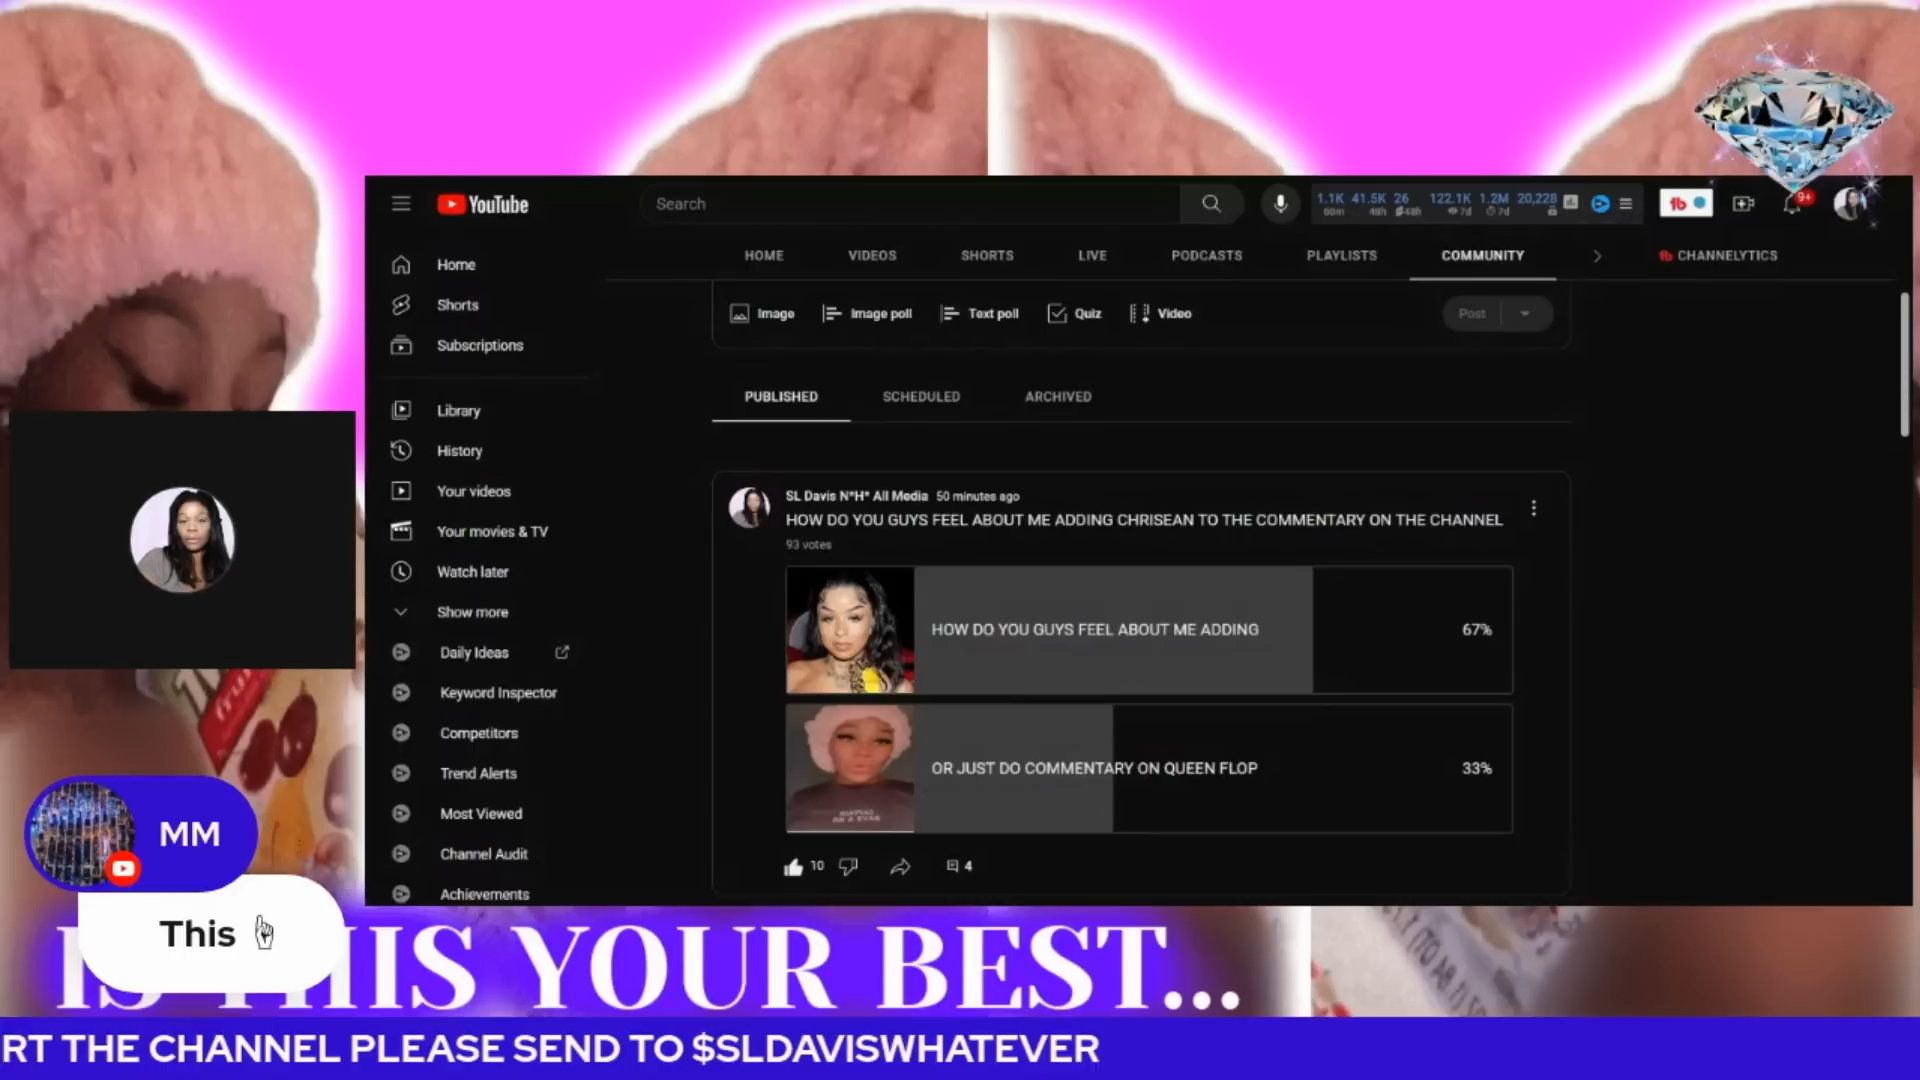 YouTube
Search
1.1K 41.5K 26 122.1K 1.2M 20,228
60m 48h 48h 7d 7d
9+
HOME VIDEOS SHORTS LIVE PODCASTS PLAYLISTS COMMUNITY CHANNELYTICS
Home
Shorts
Subscriptions
Library
History
Your videos
Your movies & TV
Watch later
Show more
Daily Ideas
Keyword Inspector
Competitors
Trend Alerts
Most Viewed
Channel Audit
Achievements
Image Image poll Text poll Quiz Video Post
PUBLISHED SCHEDULED ARCHIVED
SL Davis N*H* All Media 50 minutes ago
HOW DO YOU GUYS FEEL ABOUT ME ADDING CHRISEAN TO THE COMMENTARY ON THE CHANNEL
93 votes
HOW DO YOU GUYS FEEL ABOUT ME ADDING 67%
OR JUST DO COMMENTARY ON QUEEN FLOP 33%
10 4
MM
This
IS THIS YOUR BEST...
RT THE CHANNEL PLEASE SEND TO $SLDAVISWHATEVER